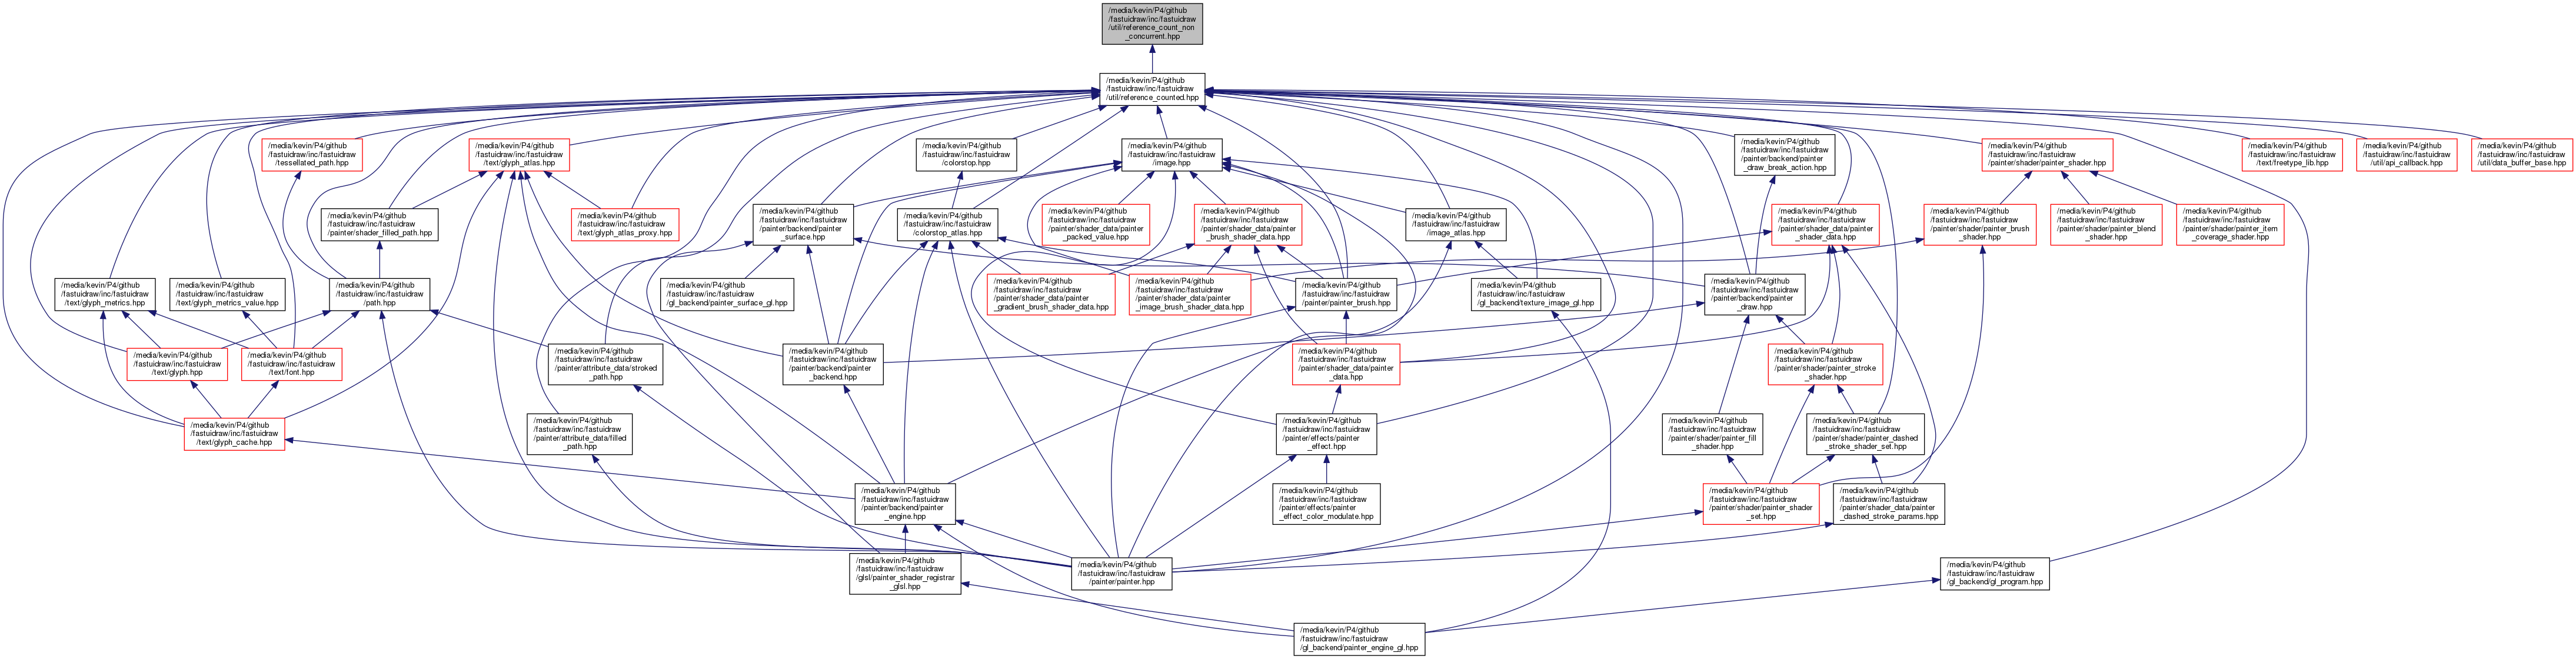 /media/kevin/P4/github
/fastuidraw/inc/fastuidraw
/util/reference_count_non
_concurrent.hpp
/media/kevin/P4/github
/fastuidraw/inc/fastuidraw
/util/reference_counted.hpp
/media/kevin/P4/github
/fastuidraw/inc/fastuidraw
/tessellated_path.hpp
/media/kevin/P4/github
/fastuidraw/inc/fastuidraw
/text/glyph_atlas.hpp
/media/kevin/P4/github
/fastuidraw/inc/fastuidraw
/colorstop.hpp
/media/kevin/P4/github
/fastuidraw/inc/fastuidraw
/image.hpp
/media/kevin/P4/github
/fastuidraw/inc/fastuidraw
/painter/backend/painter
_draw_break_action.hpp
/media/kevin/P4/github
/fastuidraw/inc/fastuidraw
/painter/shader/painter_shader.hpp
/media/kevin/P4/github
/fastuidraw/inc/fastuidraw
/text/freetype_lib.hpp
/media/kevin/P4/github
/fastuidraw/inc/fastuidraw
/util/api_callback.hpp
/media/kevin/P4/github
/fastuidraw/inc/fastuidraw
/util/data_buffer_base.hpp
/media/kevin/P4/github
/fastuidraw/inc/fastuidraw
/painter/shader_filled_path.hpp
/media/kevin/P4/github
/fastuidraw/inc/fastuidraw
/text/glyph_atlas_proxy.hpp
/media/kevin/P4/github
/fastuidraw/inc/fastuidraw
/painter/backend/painter
_surface.hpp
/media/kevin/P4/github
/fastuidraw/inc/fastuidraw
/colorstop_atlas.hpp
/media/kevin/P4/github
/fastuidraw/inc/fastuidraw
/painter/shader_data/painter
_packed_value.hpp
/media/kevin/P4/github
/fastuidraw/inc/fastuidraw
/painter/shader_data/painter
_brush_shader_data.hpp
/media/kevin/P4/github
/fastuidraw/inc/fastuidraw
/image_atlas.hpp
/media/kevin/P4/github
/fastuidraw/inc/fastuidraw
/painter/shader_data/painter
_shader_data.hpp
/media/kevin/P4/github
/fastuidraw/inc/fastuidraw
/painter/shader/painter_brush
_shader.hpp
/media/kevin/P4/github
/fastuidraw/inc/fastuidraw
/painter/shader/painter_blend
_shader.hpp
/media/kevin/P4/github
/fastuidraw/inc/fastuidraw
/painter/shader/painter_item
_coverage_shader.hpp
/media/kevin/P4/github
/fastuidraw/inc/fastuidraw
/text/glyph_metrics.hpp
/media/kevin/P4/github
/fastuidraw/inc/fastuidraw
/text/glyph_metrics_value.hpp
/media/kevin/P4/github
/fastuidraw/inc/fastuidraw
/path.hpp
/media/kevin/P4/github
/fastuidraw/inc/fastuidraw
/gl_backend/painter_surface_gl.hpp
/media/kevin/P4/github
/fastuidraw/inc/fastuidraw
/painter/shader_data/painter
_gradient_brush_shader_data.hpp
/media/kevin/P4/github
/fastuidraw/inc/fastuidraw
/painter/shader_data/painter
_image_brush_shader_data.hpp
/media/kevin/P4/github
/fastuidraw/inc/fastuidraw
/painter/painter_brush.hpp
/media/kevin/P4/github
/fastuidraw/inc/fastuidraw
/gl_backend/texture_image_gl.hpp
/media/kevin/P4/github
/fastuidraw/inc/fastuidraw
/painter/backend/painter
_draw.hpp
/media/kevin/P4/github
/fastuidraw/inc/fastuidraw
/text/glyph.hpp
/media/kevin/P4/github
/fastuidraw/inc/fastuidraw
/text/font.hpp
/media/kevin/P4/github
/fastuidraw/inc/fastuidraw
/painter/attribute_data/stroked
_path.hpp
/media/kevin/P4/github
/fastuidraw/inc/fastuidraw
/painter/backend/painter
_backend.hpp
/media/kevin/P4/github
/fastuidraw/inc/fastuidraw
/painter/shader_data/painter
_data.hpp
/media/kevin/P4/github
/fastuidraw/inc/fastuidraw
/painter/shader/painter_stroke
_shader.hpp
/media/kevin/P4/github
/fastuidraw/inc/fastuidraw
/text/glyph_cache.hpp
/media/kevin/P4/github
/fastuidraw/inc/fastuidraw
/painter/attribute_data/filled
_path.hpp
/media/kevin/P4/github
/fastuidraw/inc/fastuidraw
/painter/effects/painter
_effect.hpp
/media/kevin/P4/github
/fastuidraw/inc/fastuidraw
/painter/shader/painter_fill
_shader.hpp
/media/kevin/P4/github
/fastuidraw/inc/fastuidraw
/painter/shader/painter_dashed
_stroke_shader_set.hpp
/media/kevin/P4/github
/fastuidraw/inc/fastuidraw
/painter/backend/painter
_engine.hpp
/media/kevin/P4/github
/fastuidraw/inc/fastuidraw
/painter/effects/painter
_effect_color_modulate.hpp
/media/kevin/P4/github
/fastuidraw/inc/fastuidraw
/painter/shader/painter_shader
_set.hpp
/media/kevin/P4/github
/fastuidraw/inc/fastuidraw
/painter/shader_data/painter
_dashed_stroke_params.hpp
/media/kevin/P4/github
/fastuidraw/inc/fastuidraw
/glsl/painter_shader_registrar
_glsl.hpp
/media/kevin/P4/github
/fastuidraw/inc/fastuidraw
/painter/painter.hpp
/media/kevin/P4/github
/fastuidraw/inc/fastuidraw
/gl_backend/gl_program.hpp
/media/kevin/P4/github
/fastuidraw/inc/fastuidraw
/gl_backend/painter_engine_gl.hpp